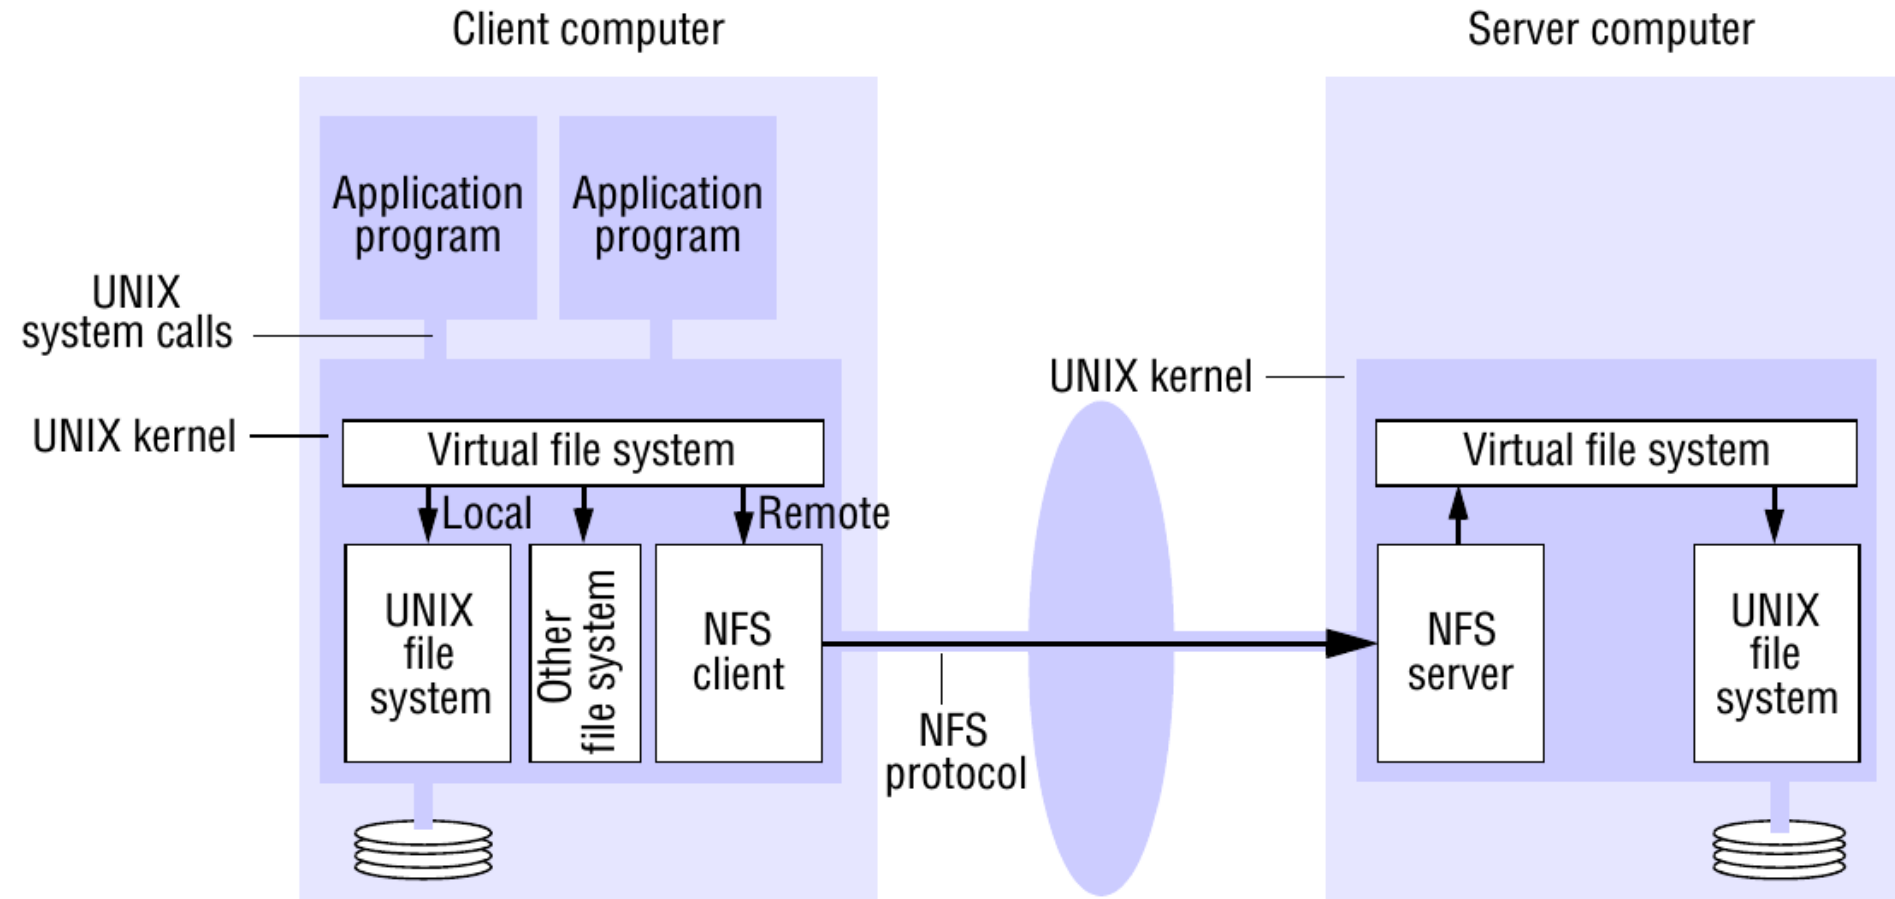 Client computer
Server computer
Application
program
Application
program
UNIX
system calls
UNIX kernel
UNIX kernel
Virtual file system
Virtual file system
Local
Remote
UNIX
file
system
Other
file system
NFS
client
NFS
protocol
NFS
server
UNIX
file
system